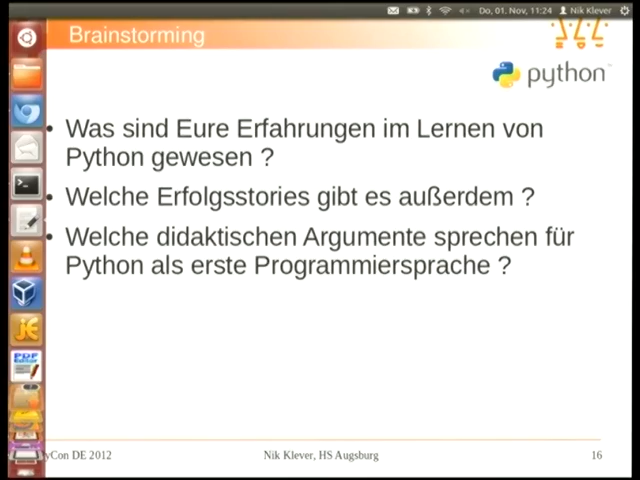 Do, 01. Nov, 11:24 Nik Klever
Brainstorming
python
Was sind Eure Erfahrungen im Lernen von
Python gewesen ?
Welche Erfolgsstories gibt es außerdem ?
Welche didaktischen Argumente sprechen für
Python als erste Programmiersprache ?
PDF
yCon DE 2012 Nik Klever, HS Augsburg 16